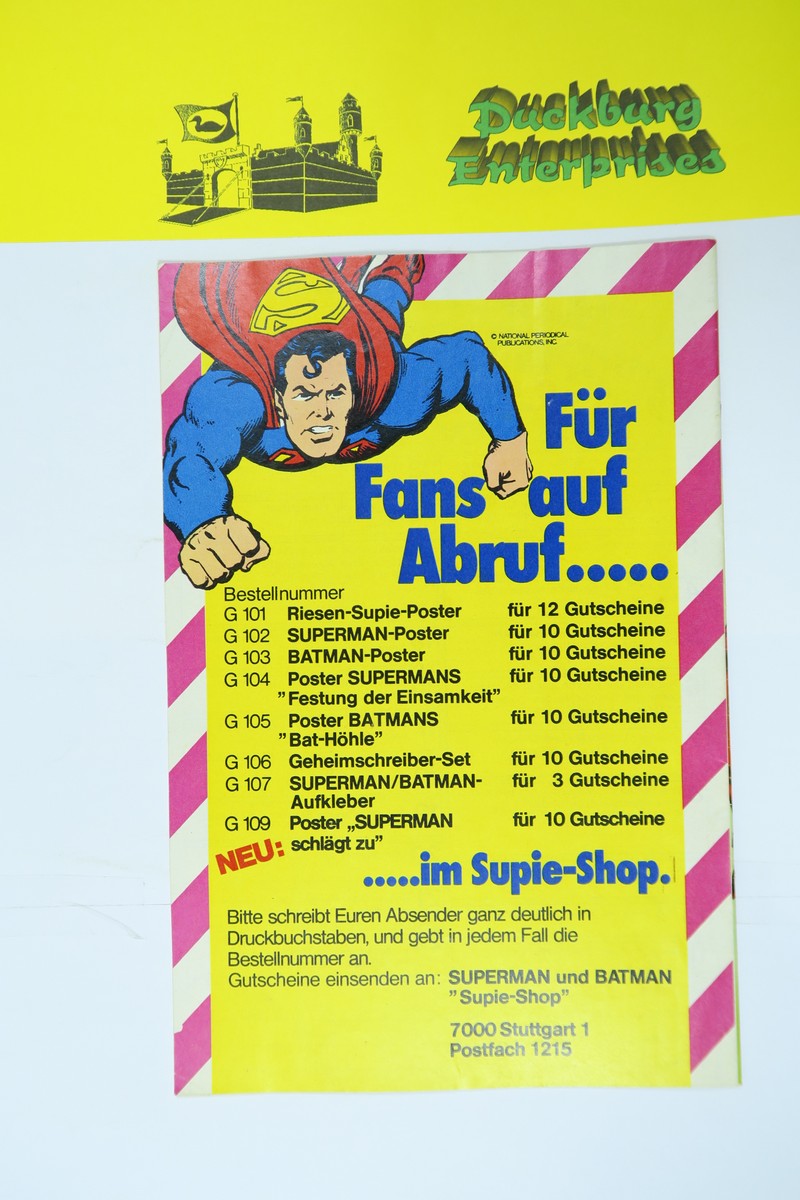 Duckburg
Enterprises
S
© NATIONAL PERIODICAL
PUBLICATIONS, INC
Für
Fans auf
Abruf.....
Bestellnummer
G 101 Riesen-Supie-Poster für 12 Gutscheine
G 102 SUPERMAN-Poster für 10 Gutscheine
G 103 BATMAN-Poster für 10 Gutscheine
G 104 Poster SUPERMANS für 10 Gutscheine
”Festung der Einsamkeit”
G 105 Poster BATMANS für 10 Gutscheine
”Bat-Höhle”
G 106 Geheimschreiber-Set für 10 Gutscheine
G 107 SUPERMAN/BATMAN- für 3 Gutscheine
Aufkleber
G 109 Poster „SUPERMAN für 10 Gutscheine
NEU: schlägt zu”
.....im Supie-Shop.
Bitte schreibt Euren Absender ganz deutlich in
Druckbuchstaben, und gebt in jedem Fall die
Bestellnummer an.
Gutscheine einsenden an: SUPERMAN und BATMAN
”Supie-Shop”
7000 Stuttgart 1
Postfach 1215